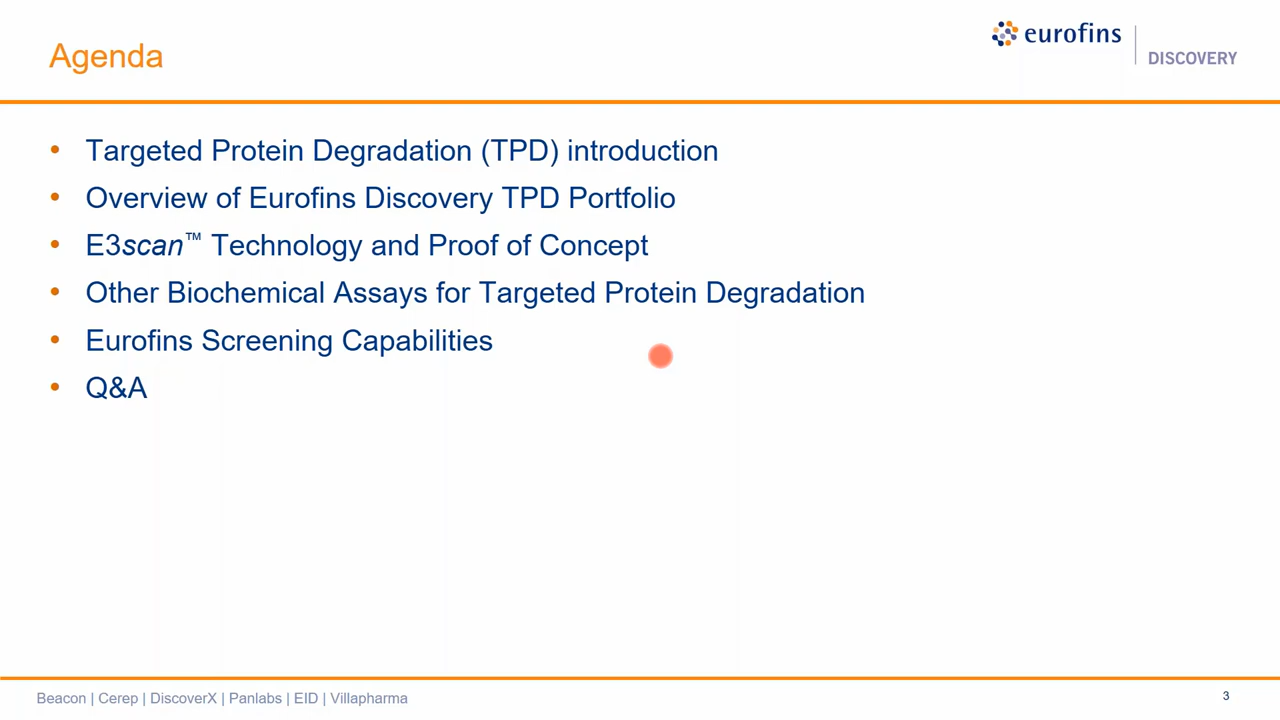 Agenda
eurofins
DISCOVERY
• Targeted Protein Degradation (TPD) introduction
• Overview of Eurofins Discovery TPD Portfolio
• E3scan™ Technology and Proof of Concept
• Other Biochemical Assays for Targeted Protein Degradation
• Eurofins Screening Capabilities
• Q&A
Beacon | Cerep | DiscoverX | Panlabs | EID | Villapharma
3